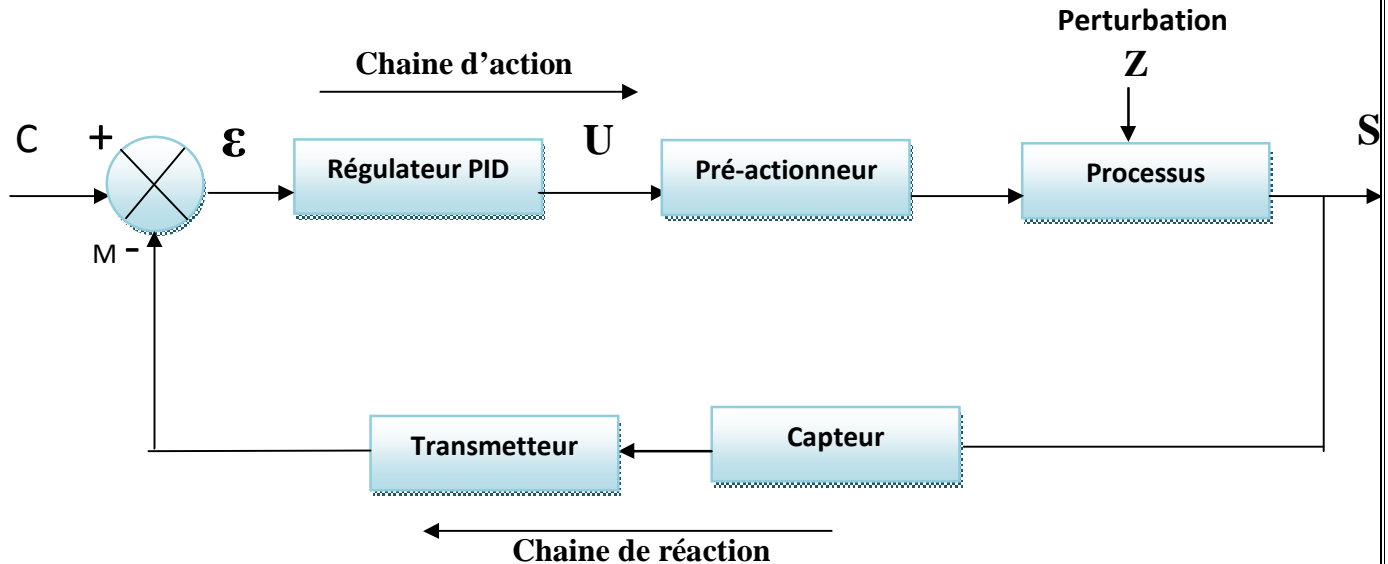 Perturbation
Z
Chaine d’action
C + ε Régulateur PID U Pré-actionneur Processus S
M -
Transmetteur Capteur
Chaine de réaction